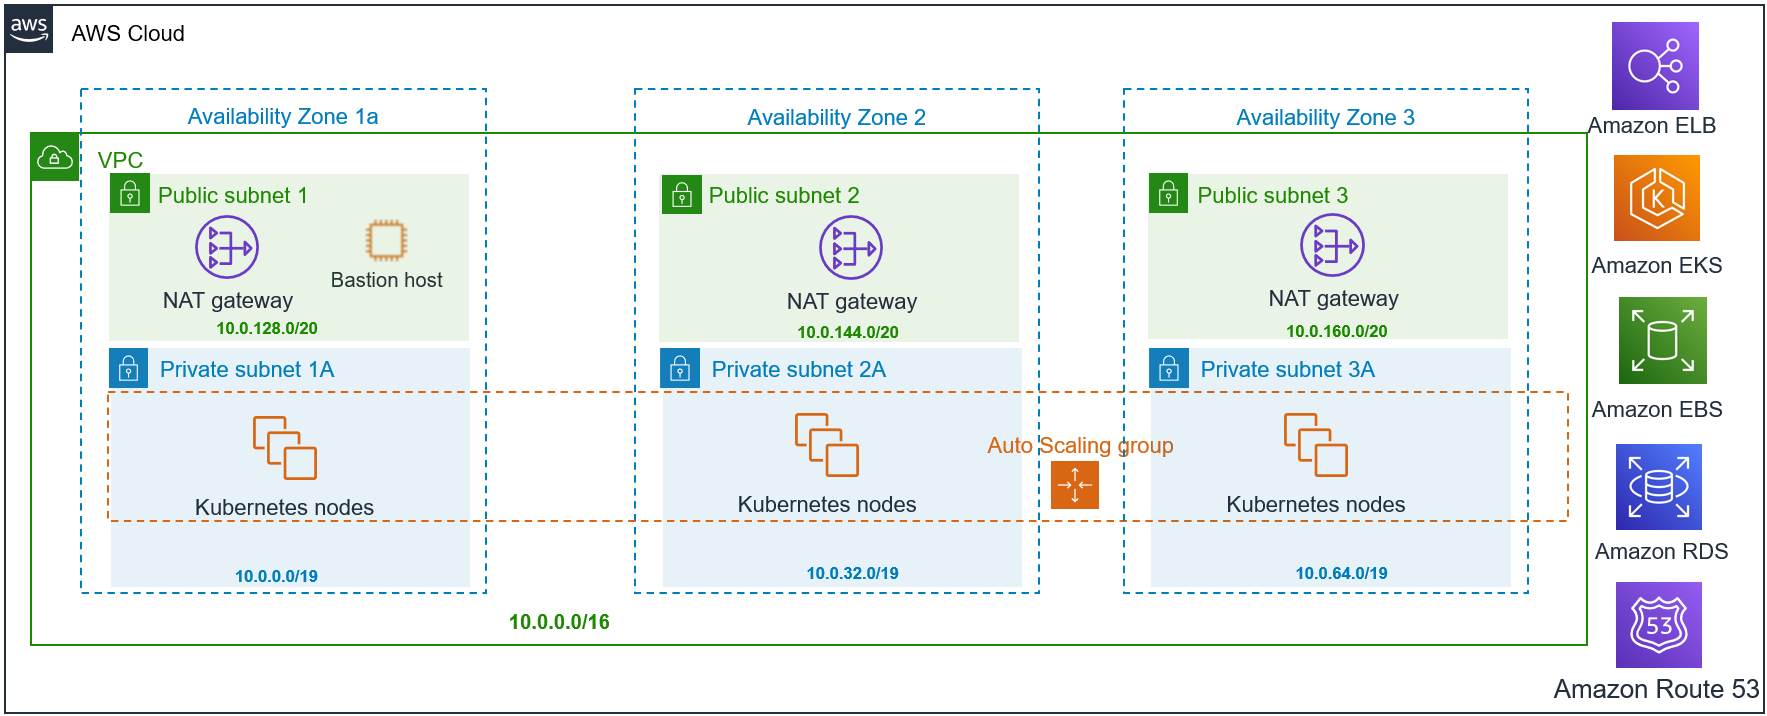 aws
AWS Cloud
Availability Zone 1a
Availability Zone 2
Availability Zone 3
VPC
Public subnet 1
NAT gateway
Bastion host
10.0.128.0/20
Public subnet 2
NAT gateway
10.0.144.0/20
Public subnet 3
NAT gateway
10.0.160.0/20
Private subnet 1A
Kubernetes nodes
10.0.0.0/19
Private subnet 2A
Kubernetes nodes
10.0.32.0/19
Auto Scaling group
Private subnet 3A
Kubernetes nodes
10.0.64.0/19
10.0.0.0/16
Amazon ELB
K
Amazon EKS
Amazon EBS
Amazon RDS
53
Amazon Route 53